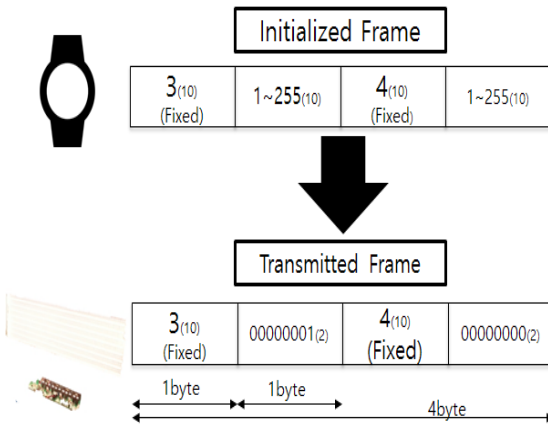 Initialized Frame
3(10) 1~255(10) 4(10) 1~255(10)
(Fixed) (Fixed)
Transmitted Frame
3(10) 00000001(2) 4(10) 00000000(2)
(Fixed) (Fixed)
1byte 1byte
4byte